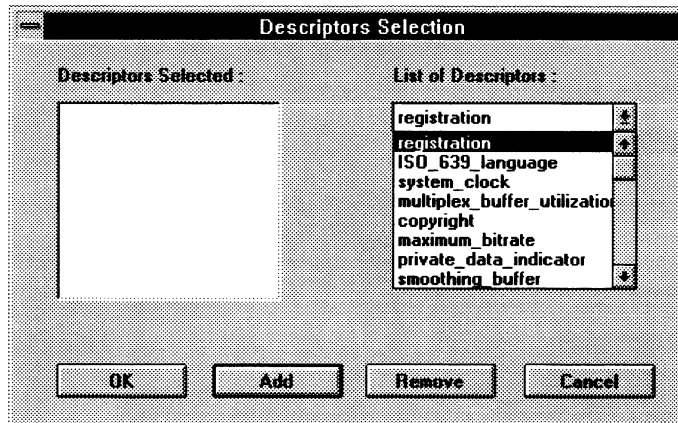 Descriptors Selection
Descriptors Selected :
List of Descriptors :
registration
registration
ISO_639_language
system_clock
multiplex_buffer_utilization
copyright
maximum_bitrate
private_data_indicator
smoothing_buffer
OK
Add
Remove
Cancel